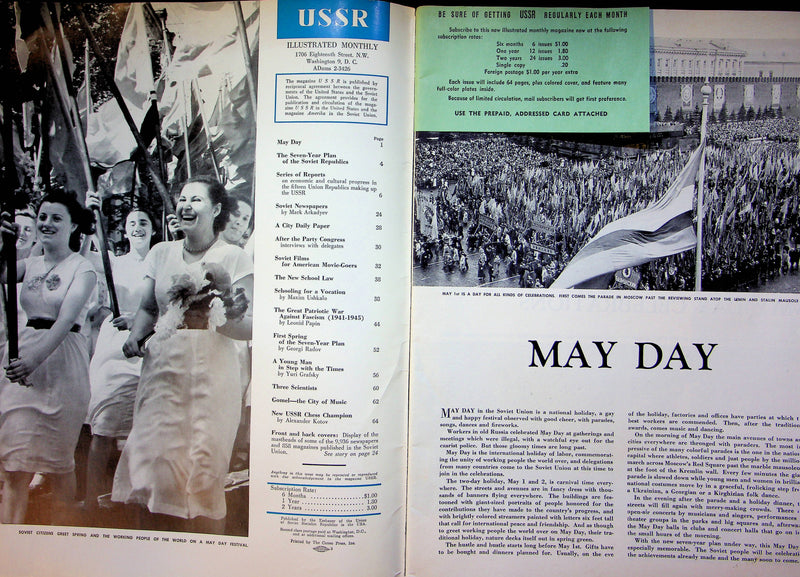 SOVIET CITIZENS GREET SPRING AND THE WORKING PEOPLE OF THE WORLD ON A MAY DAY FESTIVAL.
USSR
ILLUSTRATED MONTHLY
1706 Eighteenth Street. N.W.
Washington 9, D. C.
ADams 2-3426
The magazine U S S R is published by
reciprocal agreement between the govern-
ments of the United States and the Soviet
Union. The agreement provides for the
publication and circulation of the maga-
zine U S S R in the United States and the
magazine Amerika in the Soviet Union.
Page
May Day 1
The Seven-Year Plan
of the Soviet Republics 4
Series of Reports
on economic and cultural progress in
the fifteen Union Republics making up
the USSR 6
Soviet Newspapers
by Mark Arkadyev 24
A City Daily Paper 28
After the Party Congress
interviews with delegates 30
Soviet Films
for American Movie-Goers 32
The New School Law 38
Schooling for a Vocation
by Maxim Ushkalo 38
The Great Patriotic War
Against Fascism (1941-1945)
by Leonid Papin 44
First Spring
of the Seven-Year Plan
by Georgi Radov 52
A Young Man
in Step with the Times
by Yuri Grafsky 56
Three Scientists 60
Gomel—the City of Music 62
New USSR Chess Champion
by Alexander Kotov 64
Front and back covers: Display of the
mastheads of some of the 9,936 newspapers
and 858 magazines published in the Soviet
Union. See story on page 24
Anything in this issue may be reprinted or reproduced
with due acknowledgement to the magazine USSR.
Subscription Rate:
6 Months $1.00
1 Year 1.80
2 Years 3.00
Published by the Embassy of the Union
of Soviet Socialist Republics in the USA.
Second class postage paid at Washington, D.C.,
and at additional mailing offices.
Printed by The Cuneo Press, Inc.
BE SURE OF GETTING USSR REGULARLY EACH MONTH
Subscribe to this new illustrated monthly magazine now at the following
subscription rates:
Six months 6 issues $1.00
One year 12 issues 1.80
Two years 24 issues 3.00
Single copy .20
Foreign postage $1.00 per year extra
Each issue will include 64 pages, plus colored cover, and feature many
full-color plates inside.
Because of limited circulation, mail subscribers will get first preference.
USE THE PREPAID, ADDRESSED CARD ATTACHED
MAY 1st IS A DAY FOR ALL KINDS OF CELEBRATIONS. FIRST COMES THE PARADE IN MOSCOW PAST THE REVIEWING STAND ATOP THE LENIN AND STALIN MAUSOLE
MAY DAY
MAY DAY in the Soviet Union is a national holiday, a gay
and happy festival observed with good cheer, with parades,
songs, dances and fireworks.
Workers in old Russia celebrated May Day at gatherings and
meetings which were illegal, with a watchful eye out for the
czarist police. But those gloomy times are long past.
May Day is the international holiday of labor, commemorat-
ing the unity of working people the world over, and delegations
from many countries come to the Soviet Union at this time to
join in the celebrations.
The two-day holiday, May 1 and 2, is carnival time every-
where. The streets and avenues are in fancy dress with thou-
sands of banners flying everywhere. The buildings are fes-
tooned with giant-sized portraits of people honored for the
contributions they have made to the country's progress, and
with brightly colored streamers painted with letters six feet tall
that call for international peace and friendship. And as though
to greet working people the world over on May Day, their tra-
ditional holiday, nature decks itself out in spring green.
The hustle and bustle starts long before May 1st. Gifts have
to be bought and dinners planned for. Usually, on the eve
of the holiday, factories and offices have parties at which t
best workers are commended. Then, after the tradition
awards, comes music and dancing.
On the morning of May Day the main avenues of towns a
cities everywhere are thronged with paraders. The most i
pressive of the many colorful parades is the one in the nation
capital where athletes, soldiers and just people by the millio
march across Moscow's Red Square past the marble mausoleu
at the foot of the Kremlin wall. Every few minutes the gia
parade is slowed down while young men and women in brillia
national costumes move by in a graceful, frolicking step fr
a Ukrainian, a Georgian or a Kirghizian folk dance.
In the evening after the parade and a holiday dinner, t
streets will fill again with merry-making crowds. There a
open-air concerts by musicians and singers, performances
theater groups in the parks and big squares and, afterwar
the May Day balls in clubs and concert halls that go on i
the small hours of the morning.
With the new seven-year plan under way, this May Day
especially memorable. The Soviet people will be celebrati
the achievements already made and the many soon to come.